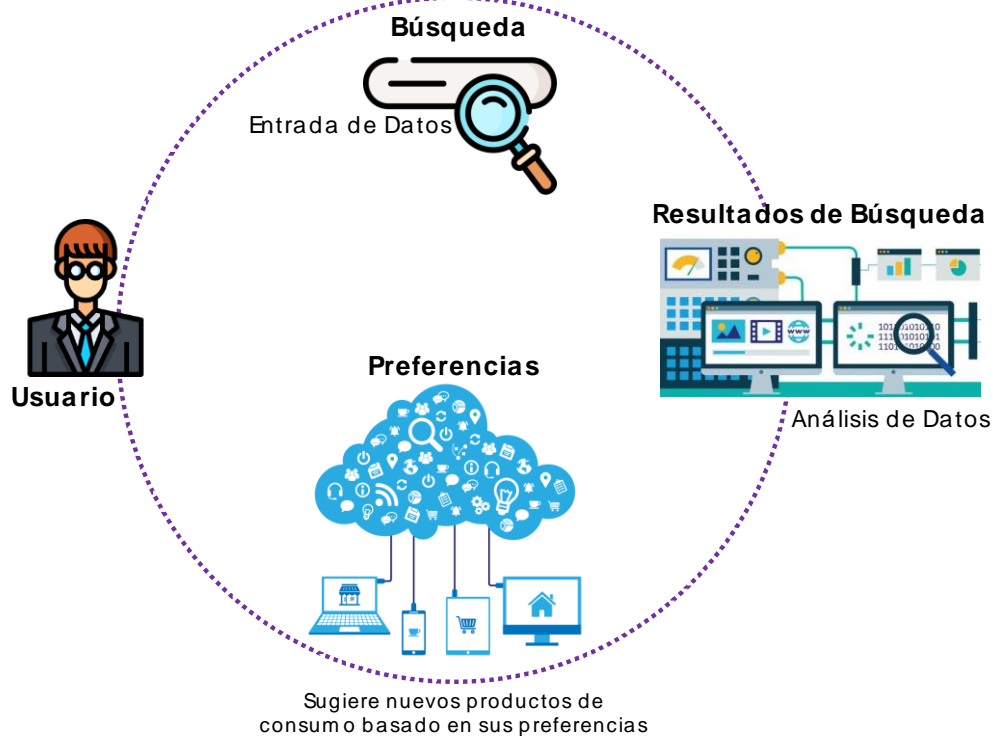 Búsqueda
Entrada de Datos
Resultados de Búsqueda
www
Análisis de Datos
Usuario
Preferencias
Sugiere nuevos productos de
consumo basado en sus preferencias